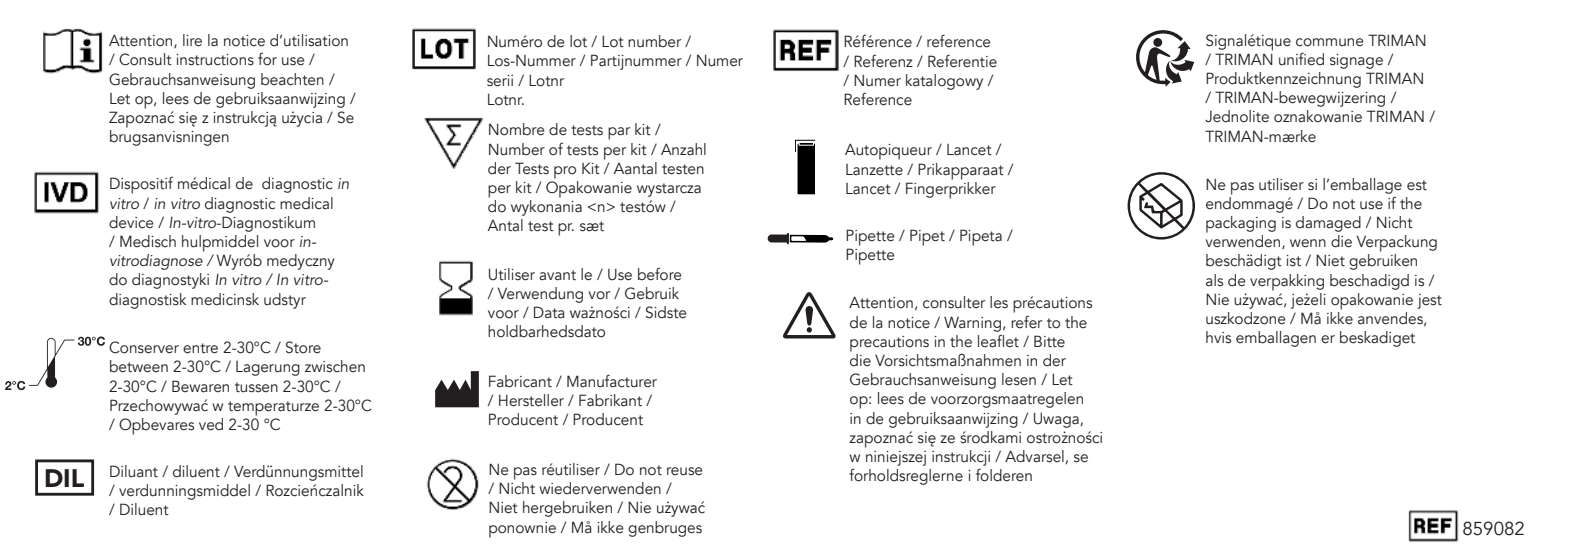 Attention, lire la notice d'utilisation
/ Consult instructions for use /
Gebrauchsanweisung beachten /
Let op, lees de gebruiksaanwijzing /
Zapoznać się z instrukcją użycia / Se
brugsanvisningen
IVD
Dispositif médical de diagnostic in
vitro / in vitro diagnostic medical
device / In-vitro-Diagnostikum
/ Medisch hulpmiddel voor in-
vitrodiagnose / Wyrób medyczny
do diagnostyki In vitro / In vitro-
diagnostisk medicinsk udstyr
30°C
2°C
Conserver entre 2-30°C / Store
between 2-30°C / Lagerung zwischen
2-30°C / Bewaren tussen 2-30°C /
Przechowywać w temperaturze 2-30°C
/ Opbevares ved 2-30 °C
DIL
Diluant / diluent / Verdünnungsmittel
/ verdunningsmiddel / Rozcieńczalnik
/ Diluent
LOT
Numéro de lot / Lot number /
Los-Nummer / Partijnummer / Numer
serii / Lotnr
Lotnr.
Σ
Nombre de tests par kit /
Number of tests per kit / Anzahl
der Tests pro Kit / Aantal testen
per kit / Opakowanie wystarcza
do wykonania <n> testów /
Antal test pr. sæt
Utiliser avant le / Use before
/ Verwendung vor / Gebruik
voor / Data ważności / Sidste
holdbarhedsdato
Fabricant / Manufacturer
/ Hersteller / Fabrikant /
Producent / Producent
2
Ne pas réutiliser / Do not reuse
/ Nicht wiederverwenden /
Niet hergebruiken / Nie używać
ponownie / Må ikke genbruges
REF
Référence / reference
/ Referenz / Referentie
/ Numer katalogowy /
Reference
Autopiqueur / Lancet /
Lanzette / Prikapparaat /
Lancet / Fingerprikker
Pipette / Pipet / Pipeta /
Pipette
Attention, consulter les précautions
de la notice / Warning, refer to the
precautions in the leaflet / Bitte
die Vorsichtsmaßnahmen in der
Gebrauchsanweisung lesen / Let
op: lees de voorzorgsmaatregelen
in de gebruiksaanwijzing / Uwaga,
zapoznać się ze środkami ostrożności
w niniejszej instrukcji / Advarsel, se
forholdsreglerne i folderen
Signalétique commune TRIMAN
/ TRIMAN unified signage /
Produktkennzeichnung TRIMAN
/ TRIMAN-bewegwijzering /
Jednolite oznakowanie TRIMAN /
TRIMAN-mærke
Ne pas utiliser si l'emballage est
endommagé / Do not use if the
packaging is damaged / Nicht
verwenden, wenn die Verpackung
beschädigt ist / Niet gebruiken
als de verpakking beschadigd is /
Nie używać, jeżeli opakowanie jest
uszkodzone / Må ikke anvendes,
hvis emballagen er beskadiget
REF 859082